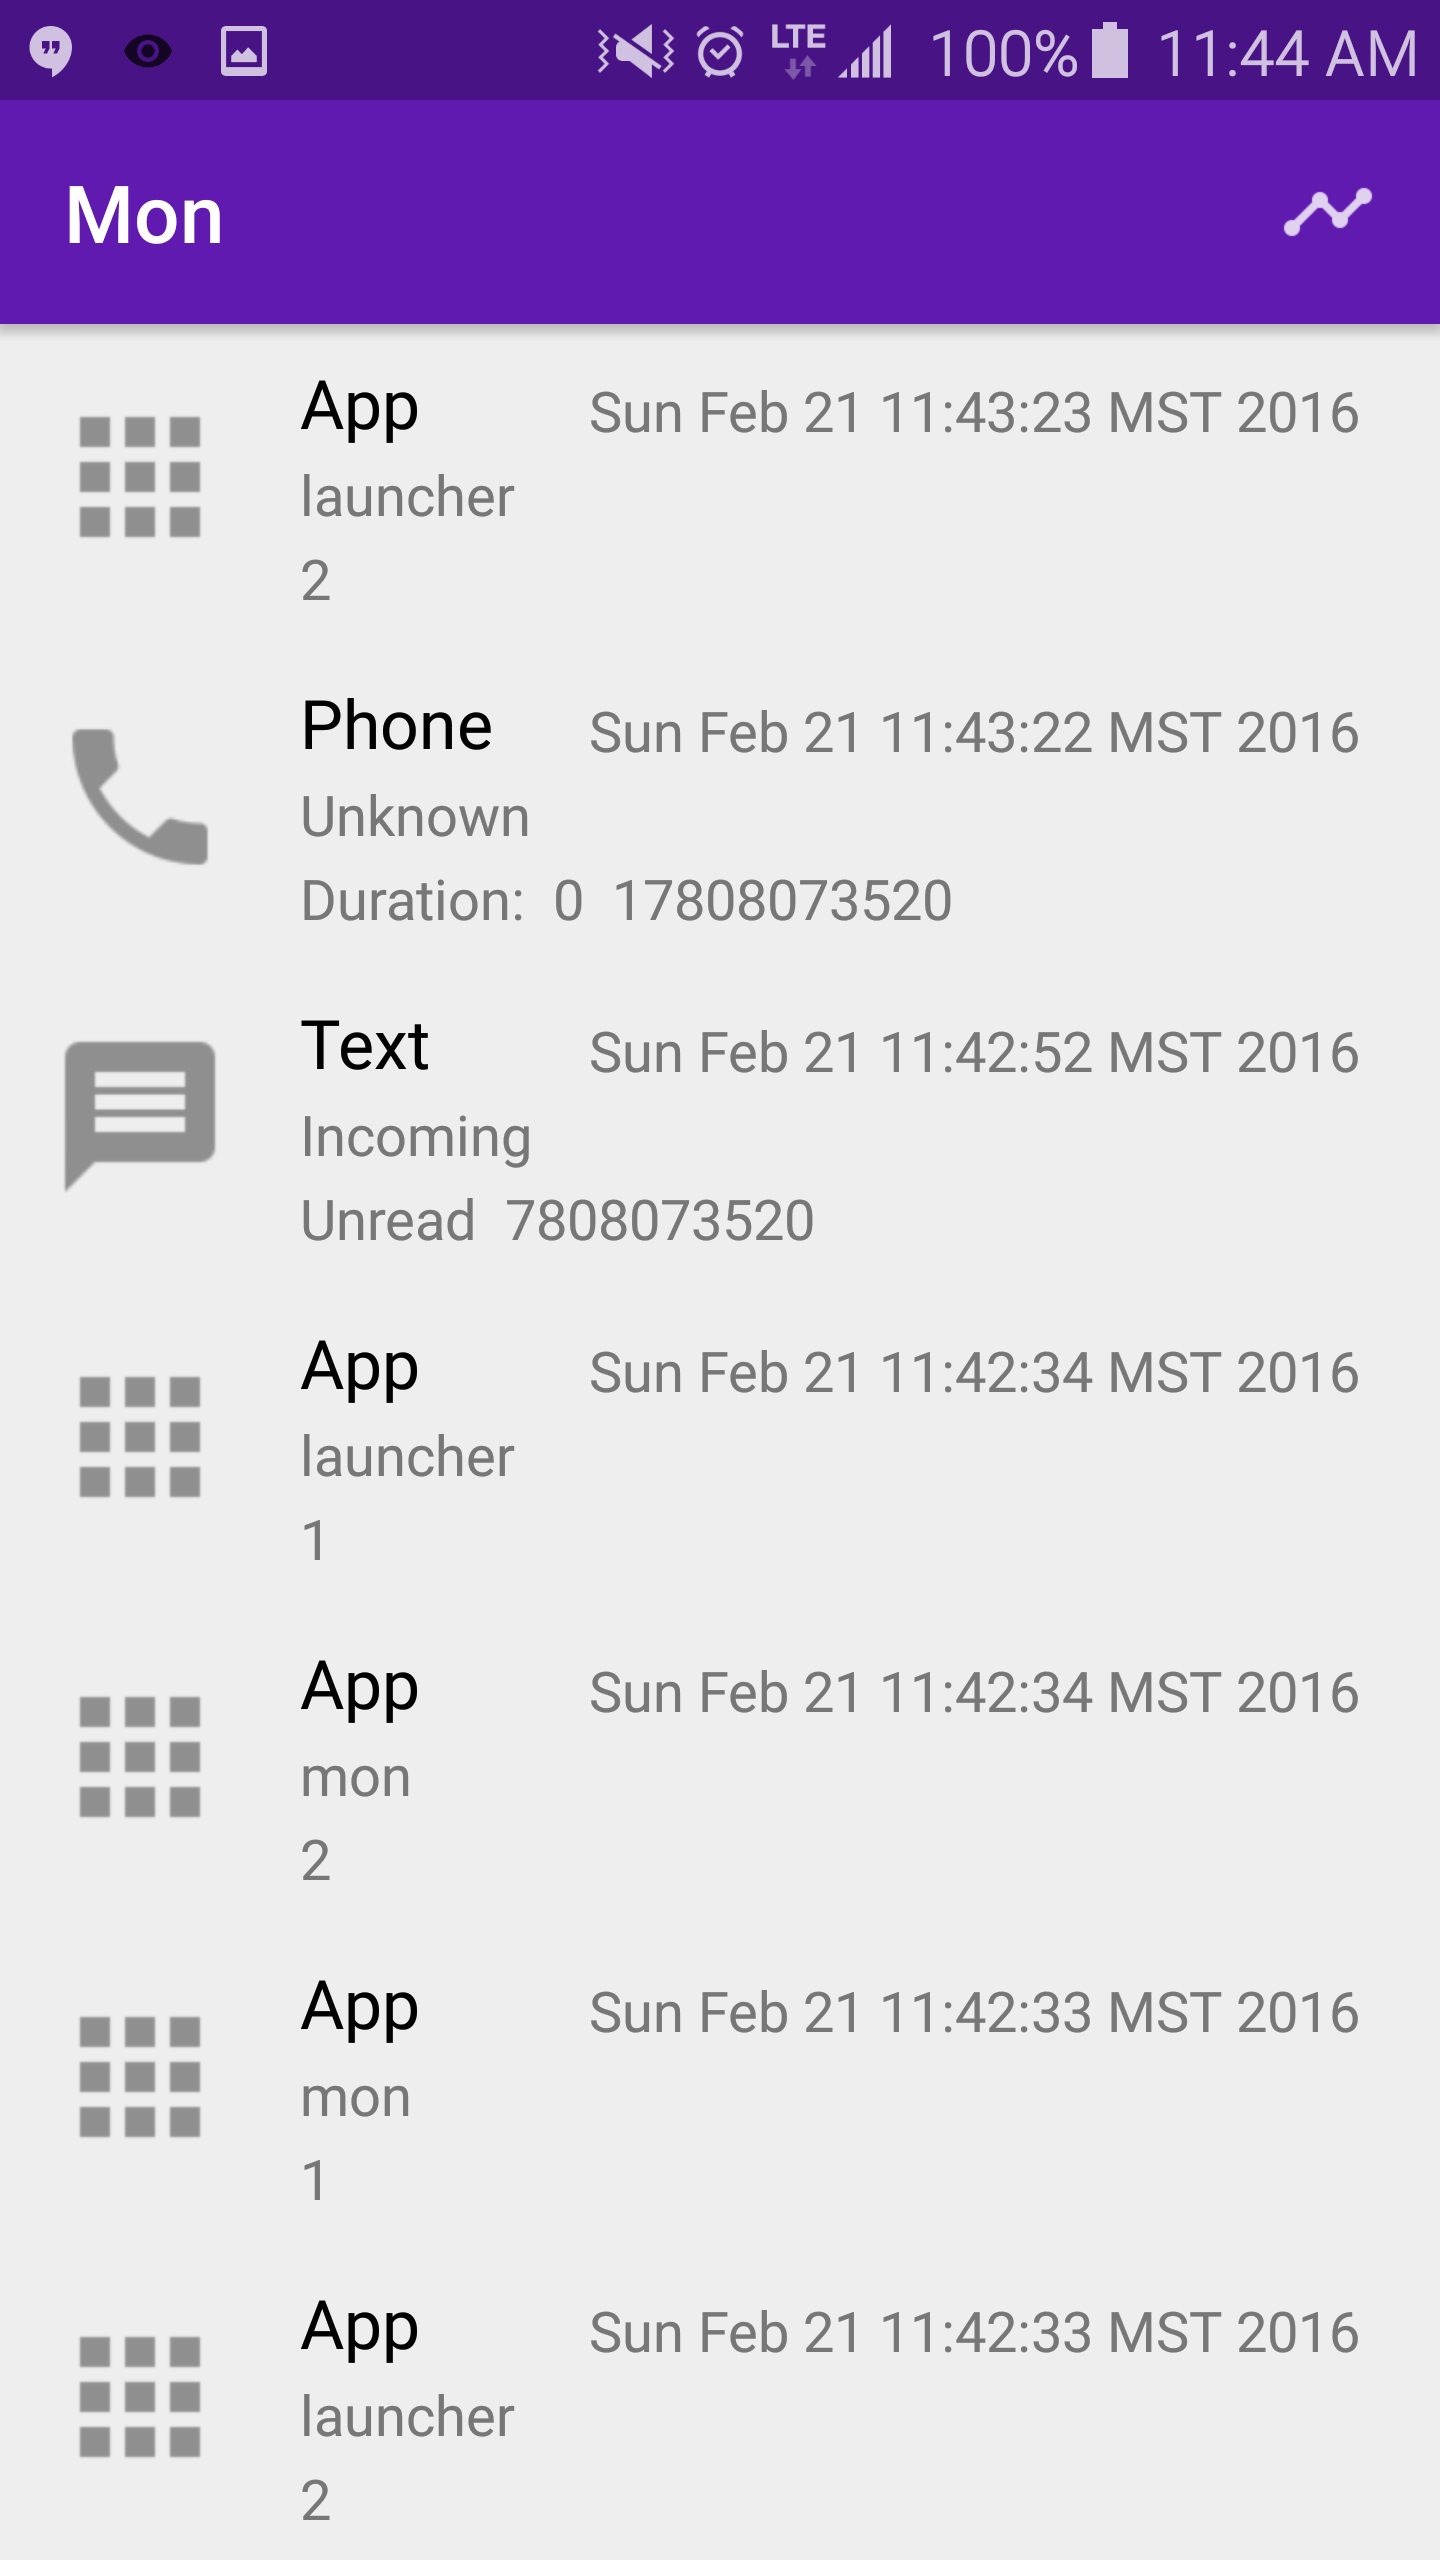 LTE 100% 11:44 AM
Mon
App Sun Feb 21 11:43:23 MST 2016
launcher
2
Phone Sun Feb 21 11:43:22 MST 2016
Unknown
Duration: 0 17808073520
Text Sun Feb 21 11:42:52 MST 2016
Incoming
Unread 7808073520
App Sun Feb 21 11:42:34 MST 2016
launcher
1
App Sun Feb 21 11:42:34 MST 2016
mon
2
App Sun Feb 21 11:42:33 MST 2016
mon
1
App Sun Feb 21 11:42:33 MST 2016
launcher
2